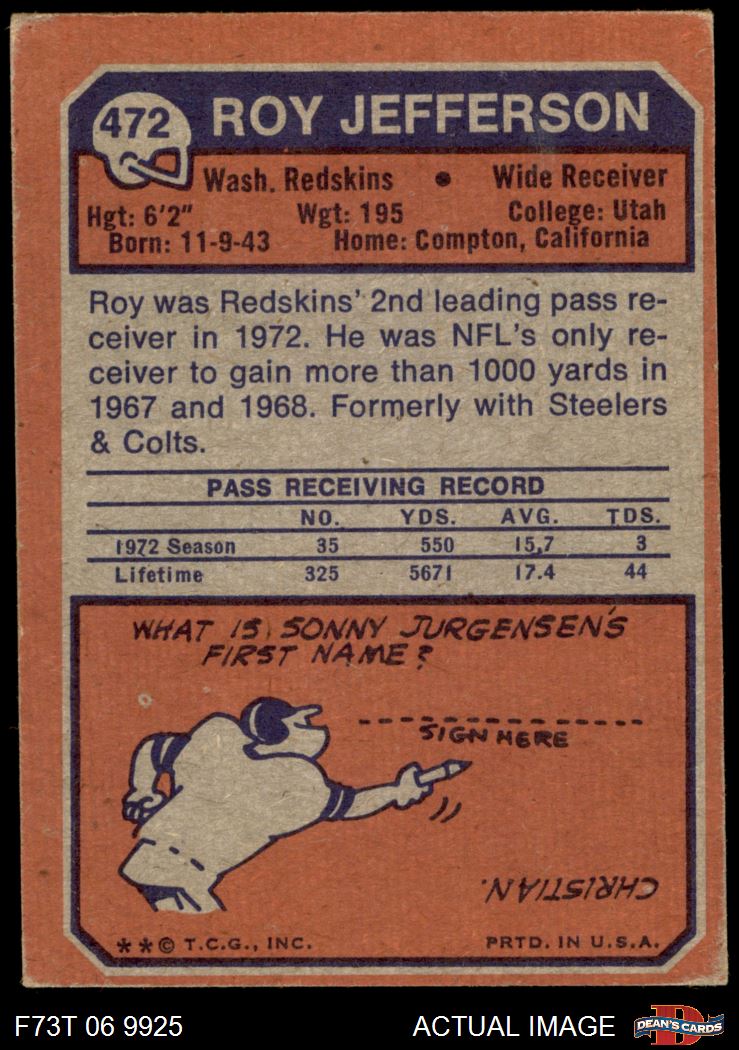 472
ROY JEFFERSON
Wash. Redskins • Wide Receiver
Hgt: 6'2" Wgt: 195 College: Utah
Born: 11-9-43 Home: Compton, California
Roy was Redskins' 2nd leading pass re-
ceiver in 1972. He was NFL's only re-
ceiver to gain more than 1000 yards in
1967 and 1968. Formerly with Steelers
& Colts.
PASS RECEIVING RECORD
NO. YDS. AVG. TDS.
1972 Season 35 550 15.7 3
Lifetime 325 5671 17.4 44
WHAT IS SONNY JURGENSEN'S
FIRST NAME?
SIGN HERE
CHRISTIAN.
**© T.C.G., INC. PRTD. IN U.S.A.
F73T 06 9925 ACTUAL IMAGE D DEAN'S CARDS